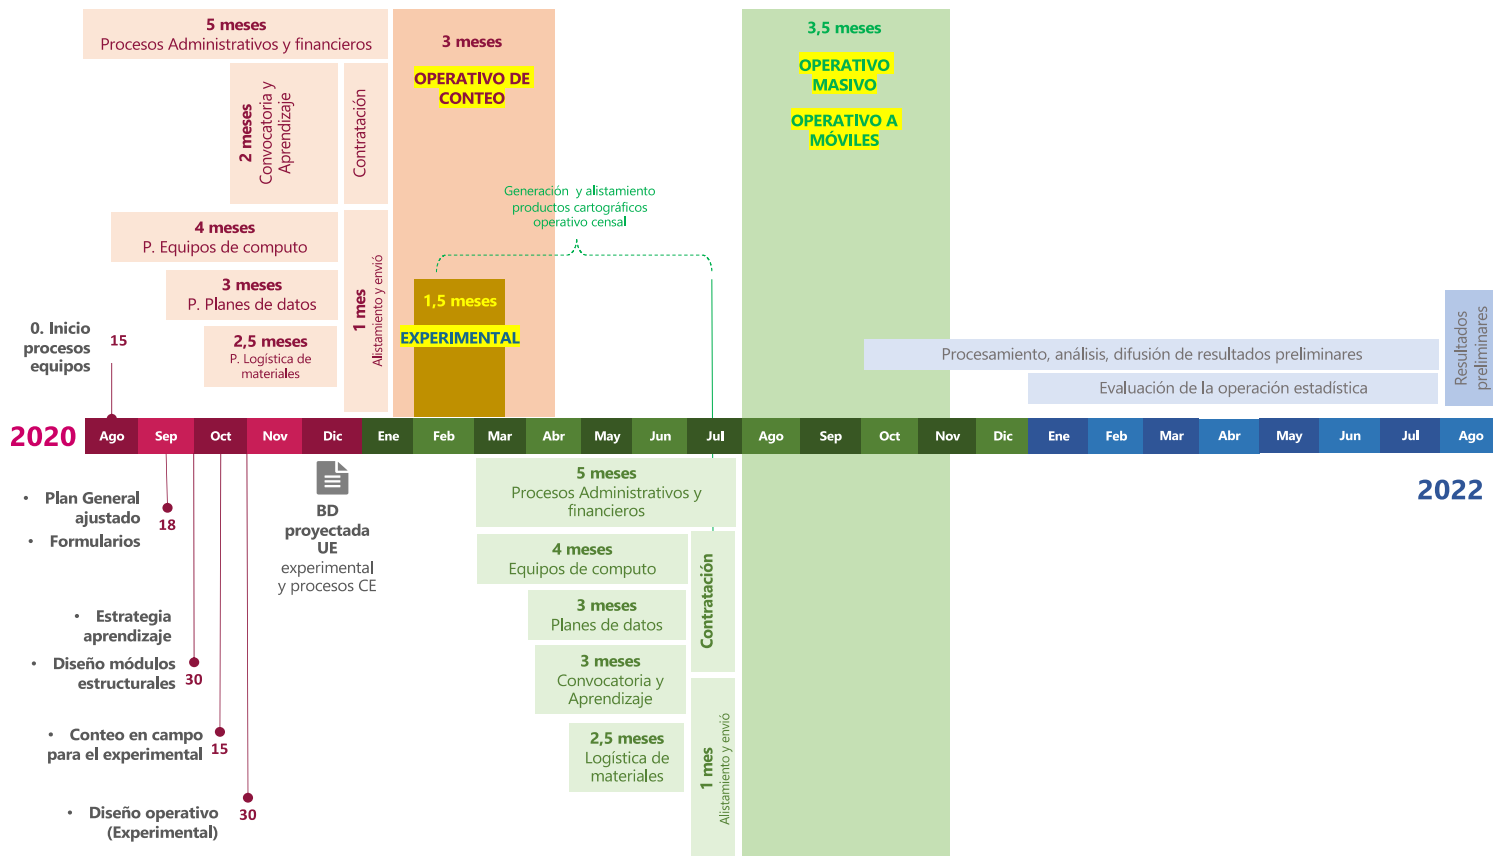 5 meses
Procesos Administrativos y financieros
2 meses
Convocatoria y
Aprendizaje
Contratación
4 meses
P. Equipos de computo
3 meses
P. Planes de datos
2,5 meses
P. Logística de
materiales
1 mes
Alistamiento y envió
3 meses
OPERATIVO DE
CONTEO
1,5 meses
EXPERIMENTAL
Generación y alistamiento
productos cartográficos
operativo censal
3,5 meses
OPERATIVO
MASIVO
OPERATIVO A
MÓVILES
Procesamiento, análisis, difusión de resultados preliminares
Evaluación de la operación estadística
Resultados
preliminares
0. Inicio
procesos
equipos
15
2020
Ago Sep Oct Nov Dic Ene Feb Mar Abr May Jun Jul Ago Sep Oct Nov Dic Ene Feb Mar Abr May Jun Jul Ago
2022
• Plan General
ajustado
18
• Formularios
BD
proyectada
UE
experimental
y procesos CE
• Estrategia
aprendizaje
• Diseño módulos
estructurales
30
• Conteo en campo
para el experimental
15
• Diseño operativo
(Experimental)
30
5 meses
Procesos Administrativos y
financieros
4 meses
Equipos de computo
3 meses
Planes de datos
3 meses
Convocatoria y
Aprendizaje
2,5 meses
Logística de
materiales
Contratación
1 mes
Alistamiento y envió